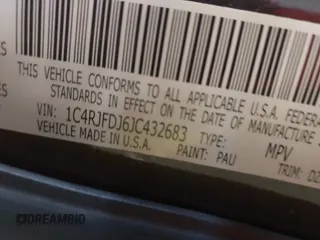 THIS VEHICLE CONFORMS TO ALL APPLICABLE U.S.A. FEDER
STANDARDS IN EFFECT ON THE DATE OF MANUFACTURE
VIN: 1C4RJFDJ6JC432683 TYPE: MPV
VEHICLE MADE IN U.S.A. PAINT: PAU TRIM:
DREAMBID